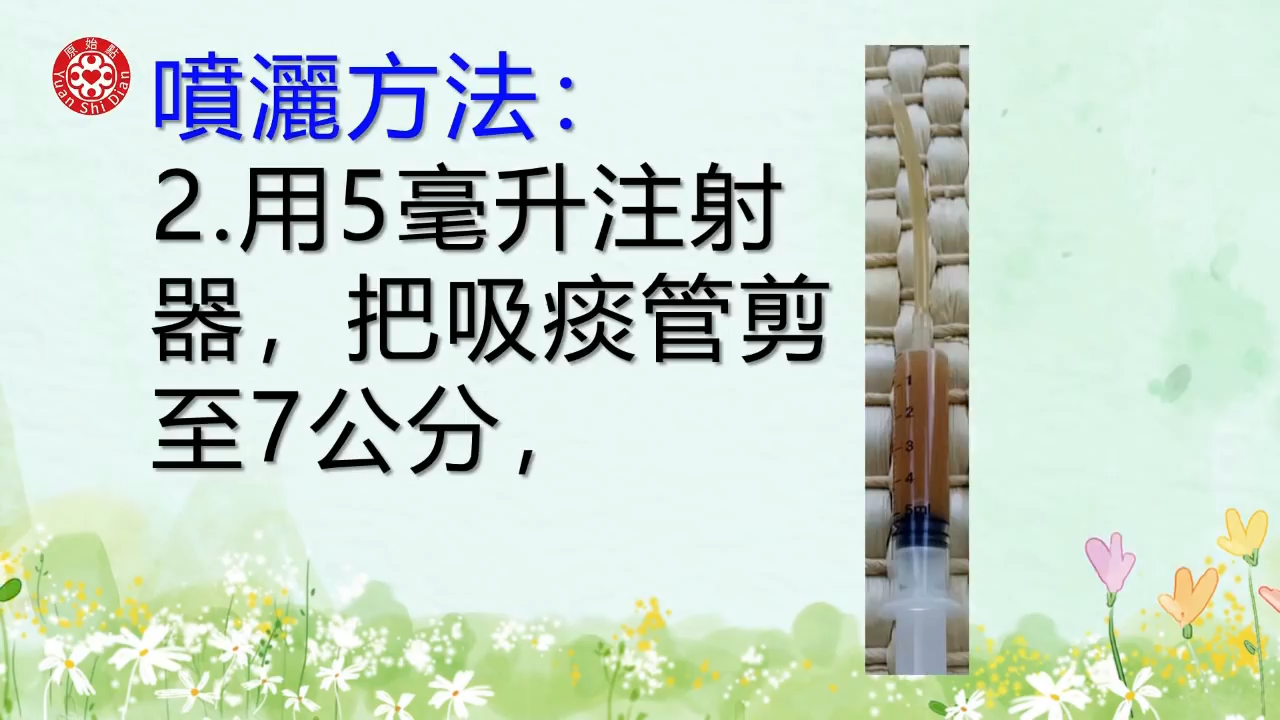 原始點
Yuan Shi Dian
噴灑方法：
2.用5毫升注射
器，把吸痰管剪
至7公分，
1
2
3
4
5ml